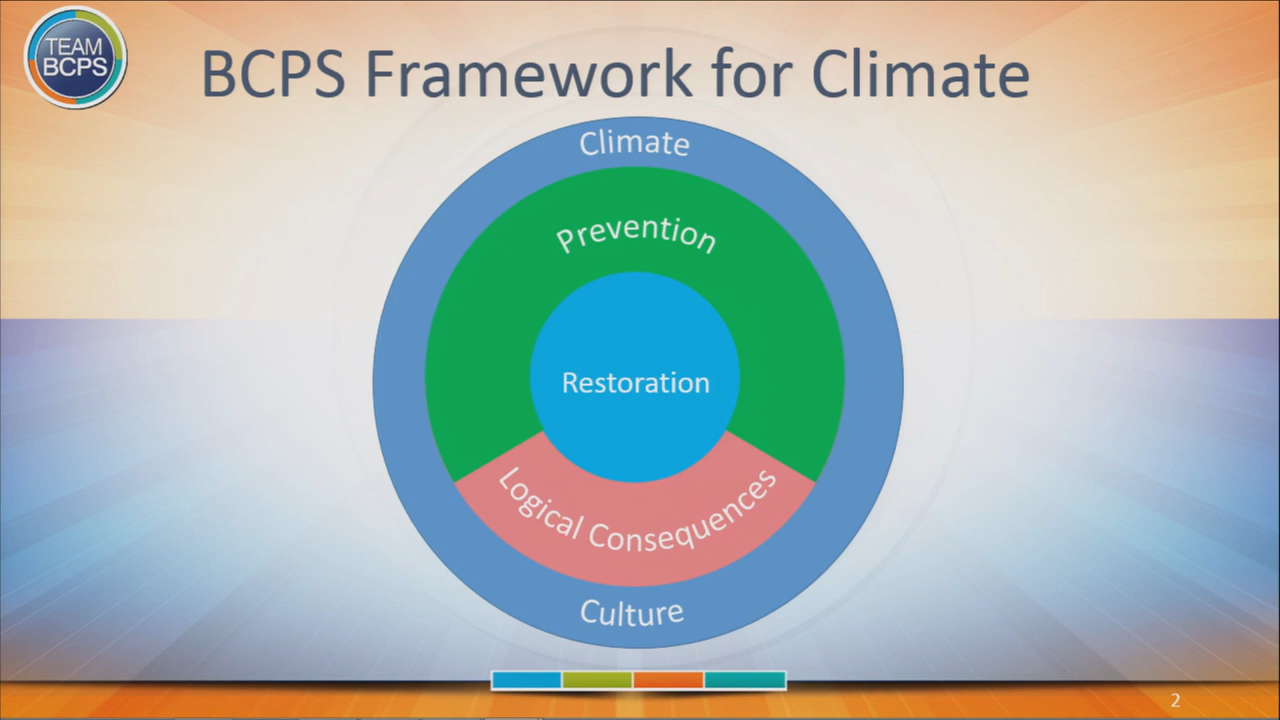 TEAM
BCPS
BCPS Framework for Climate
Climate
Prevention
Restoration
Logical Consequences
Culture
2